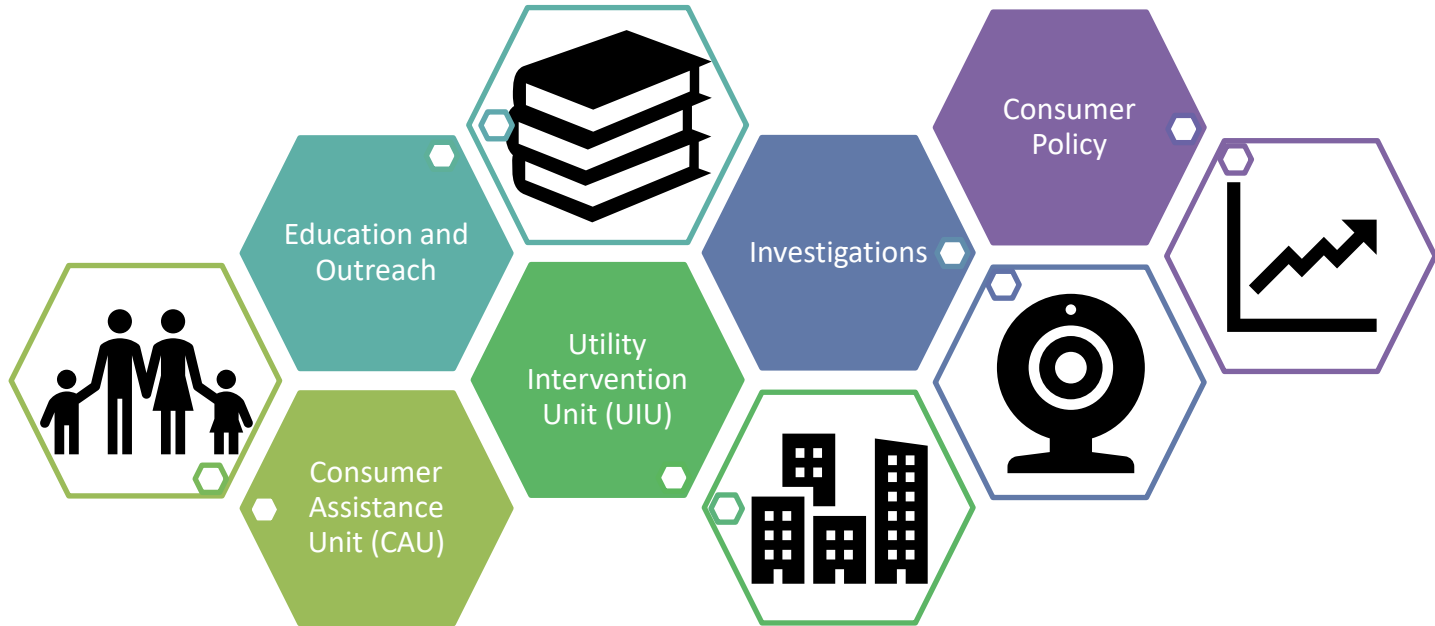 Consumer
Policy
Education and
Outreach
Investigations
Utility
Intervention
Unit (UIU)
Consumer
Assistance
Unit (CAU)